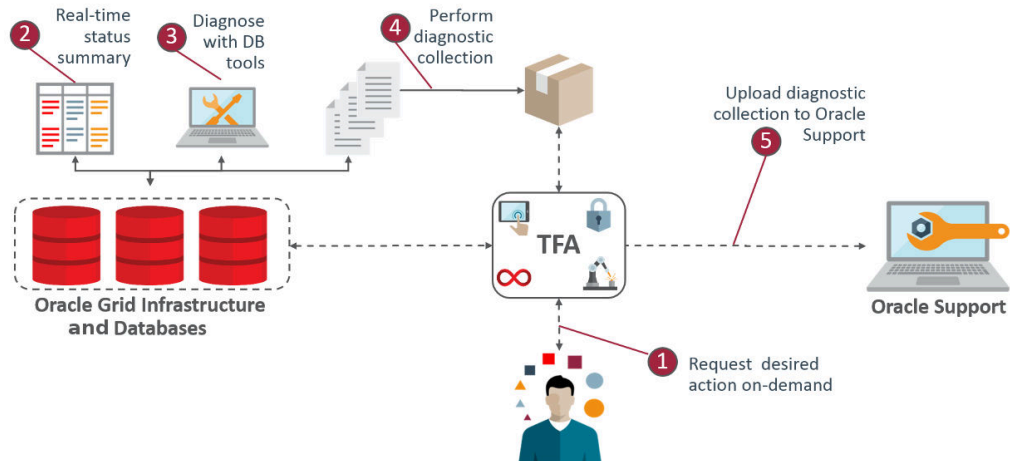 2
Real-time
status
summary
3
Diagnose
with DB
tools
4
Perform
diagnostic
collection
Upload diagnostic
collection to Oracle
Support
5
TFA
Oracle Grid Infrastructure
and Databases
Oracle Support
1
Request desired
action on-demand